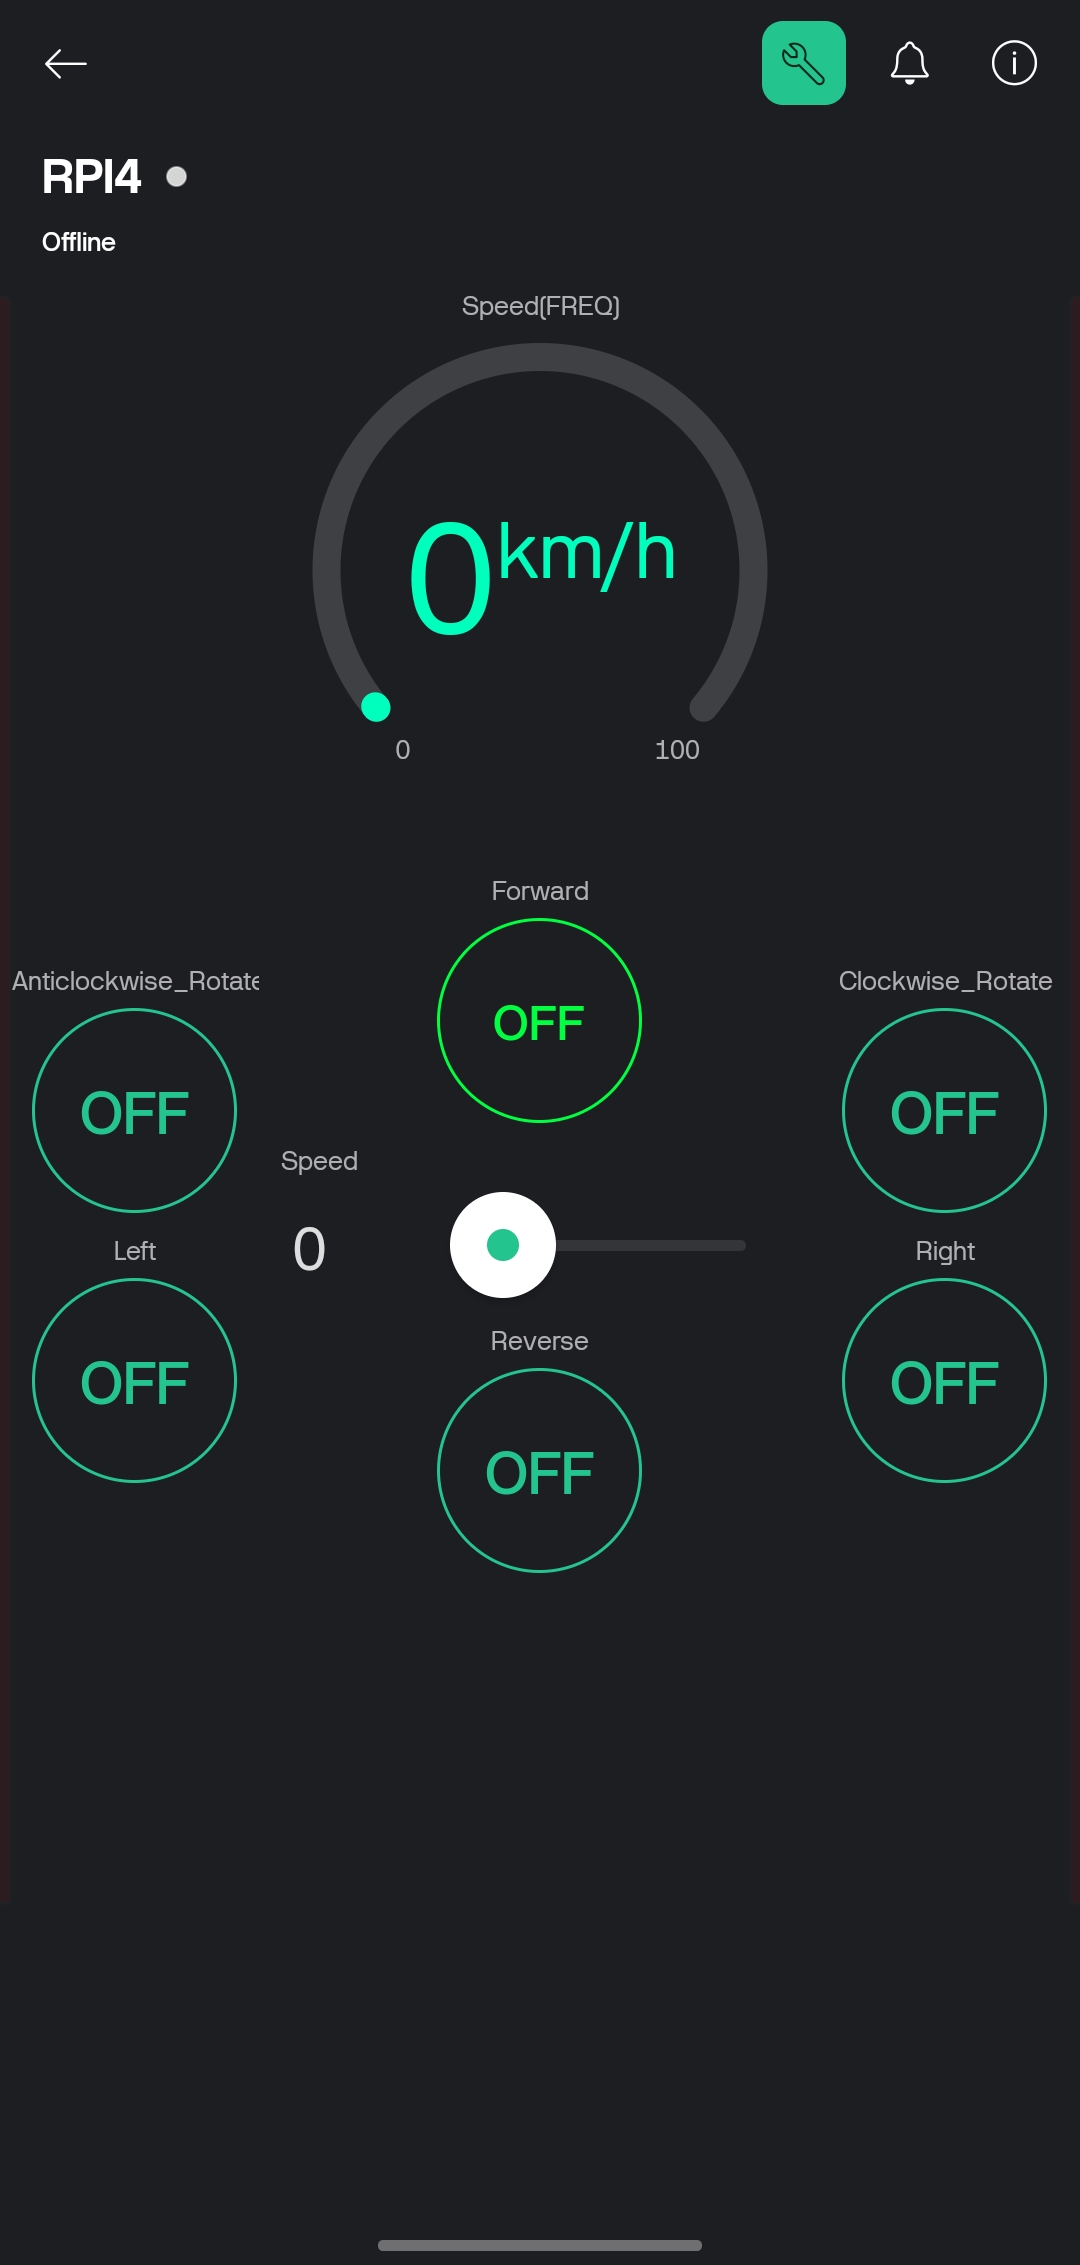 RPI4
Offline
Speed(FREQ)
0km/h
0 100
Forward
Anticlockwise_Rotate
Clockwise_Rotate
OFF
OFF
OFF
Speed
0
Left
Right
OFF
OFF
Reverse
OFF